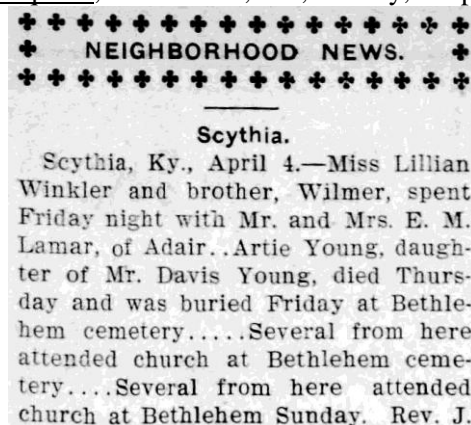 NEIGHBORHOOD NEWS.
Scythia.
Scythia, Ky., April 4.—Miss Lillian
Winkler and brother, Wilmer, spent
Friday night with Mr. and Mrs. E. M.
Lamar, of Adair..Artie Young, daugh-
ter of Mr. Davis Young, died Thurs-
day and was buried Friday at Bethle-
hem cemetery.....Several from here
attended church at Bethlehem ceme-
tery....Several from here attended
church at Bethlehem Sunday. Rev. J.